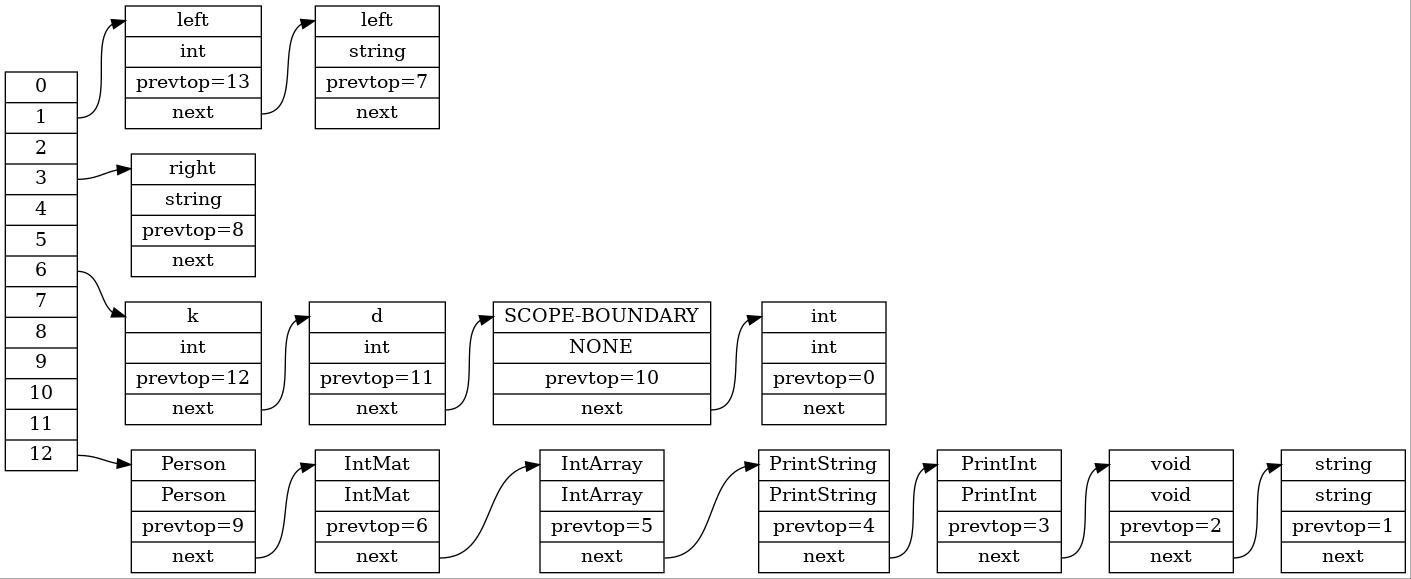 0
1
2
3
4
5
6
7
8
9
10
11
12
left
int
prevtop=13
next
left
string
prevtop=7
next
right
string
prevtop=8
next
k
int
prevtop=12
next
d
int
prevtop=11
next
SCOPE-BOUNDARY
NONE
prevtop=10
next
int
int
prevtop=0
next
Person
Person
prevtop=9
next
IntMat
IntMat
prevtop=6
next
IntArray
IntArray
prevtop=5
next
PrintString
PrintString
prevtop=4
next
PrintInt
PrintInt
prevtop=3
next
void
void
prevtop=2
next
string
string
prevtop=1
next